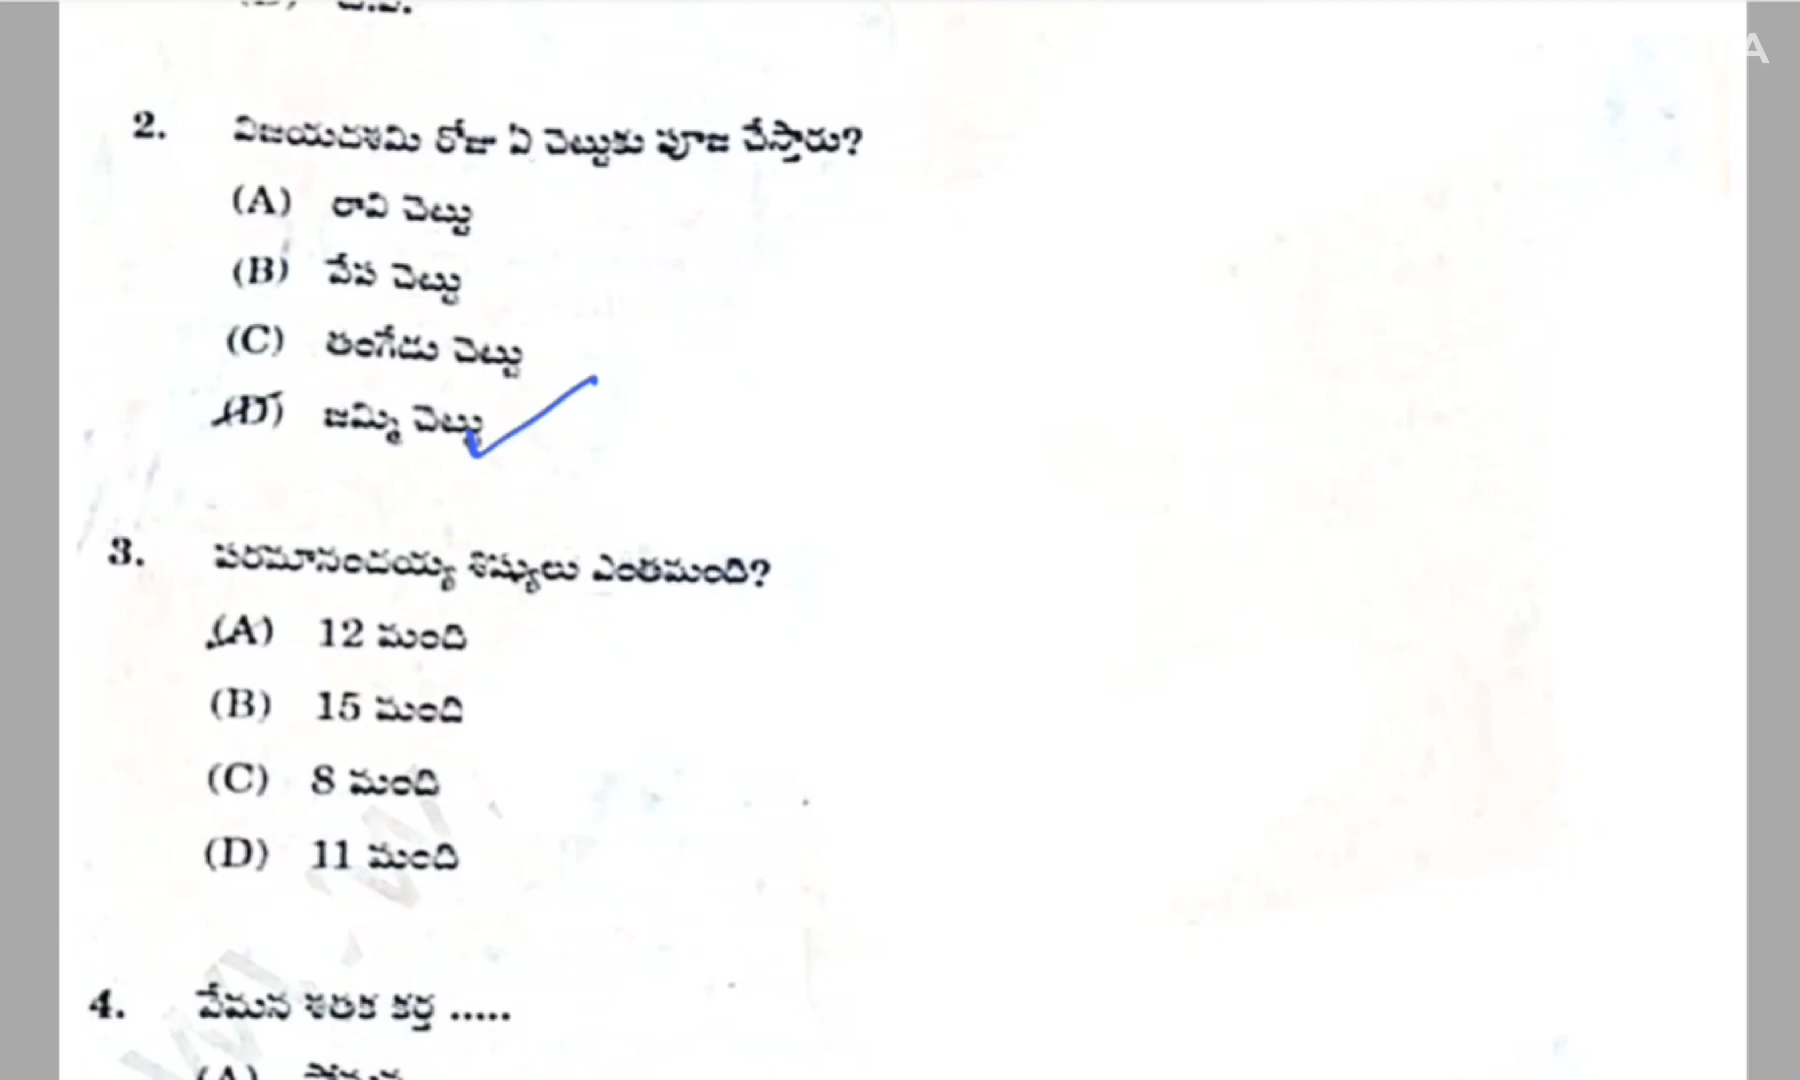 2. విజయదశమి రోజు ఏ చెట్టుకు పూజ చేస్తారు?
(A) రావి చెట్టు
(B) వేప చెట్టు
(C) తంగేడు చెట్టు
(D) జమ్మి చెట్టు
3. పరమానందయ్య శిష్యులు ఎంతమంది?
(A) 12 మంది
(B) 15 మంది
(C) 8 మంది
(D) 11 మంది
4. వేమన శతక కర్త .....
(A)
A